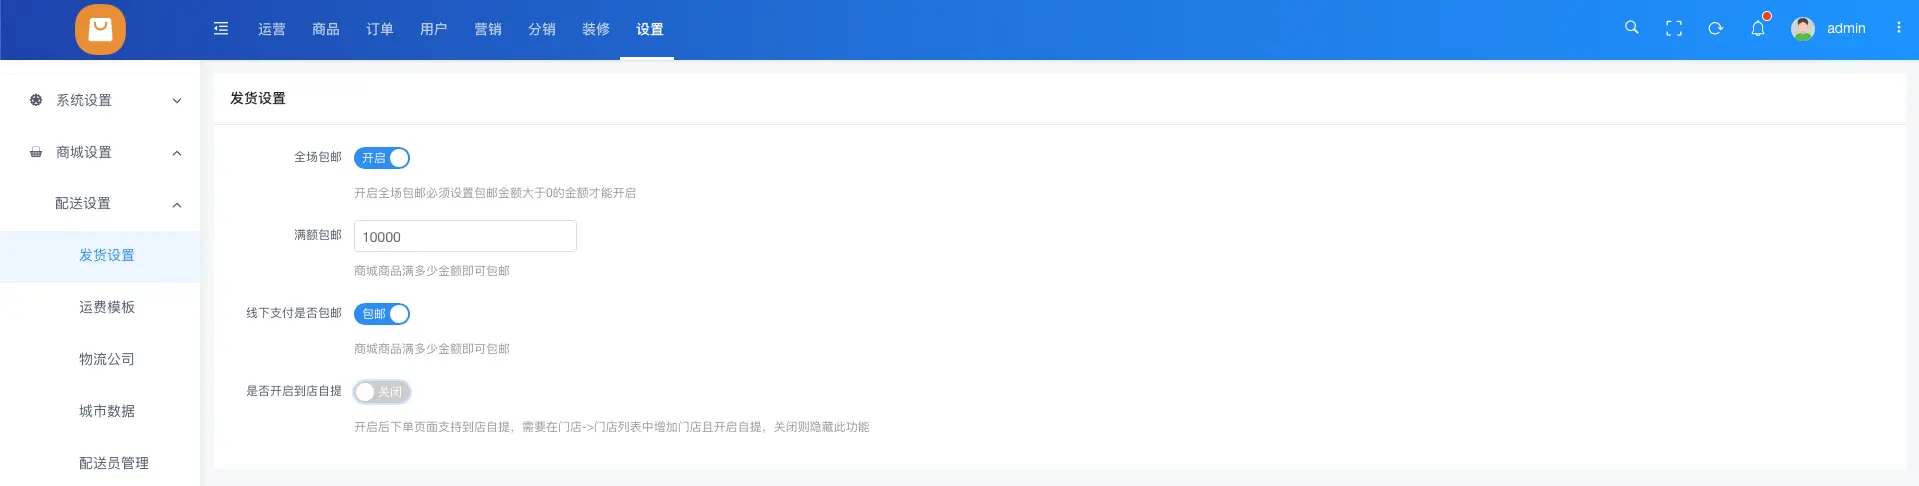 运营 商品 订单 用户 营销 分销 装修 设置 admin
系统设置
商城设置
配送设置
发货设置
运费模板
物流公司
城市数据
配送员管理
发货设置
全场包邮 开启
开启全场包邮必须设置包邮金额大于0的金额才能开启
满额包邮 10000
商城商品满多少金额即可包邮
线下支付是否包邮 包邮
商城商品满多少金额即可包邮
是否开启到店自提 关闭
开启后下单页面支持到店自提，需要在门店->门店列表中增加门店且开启自提，关闭则隐藏此功能